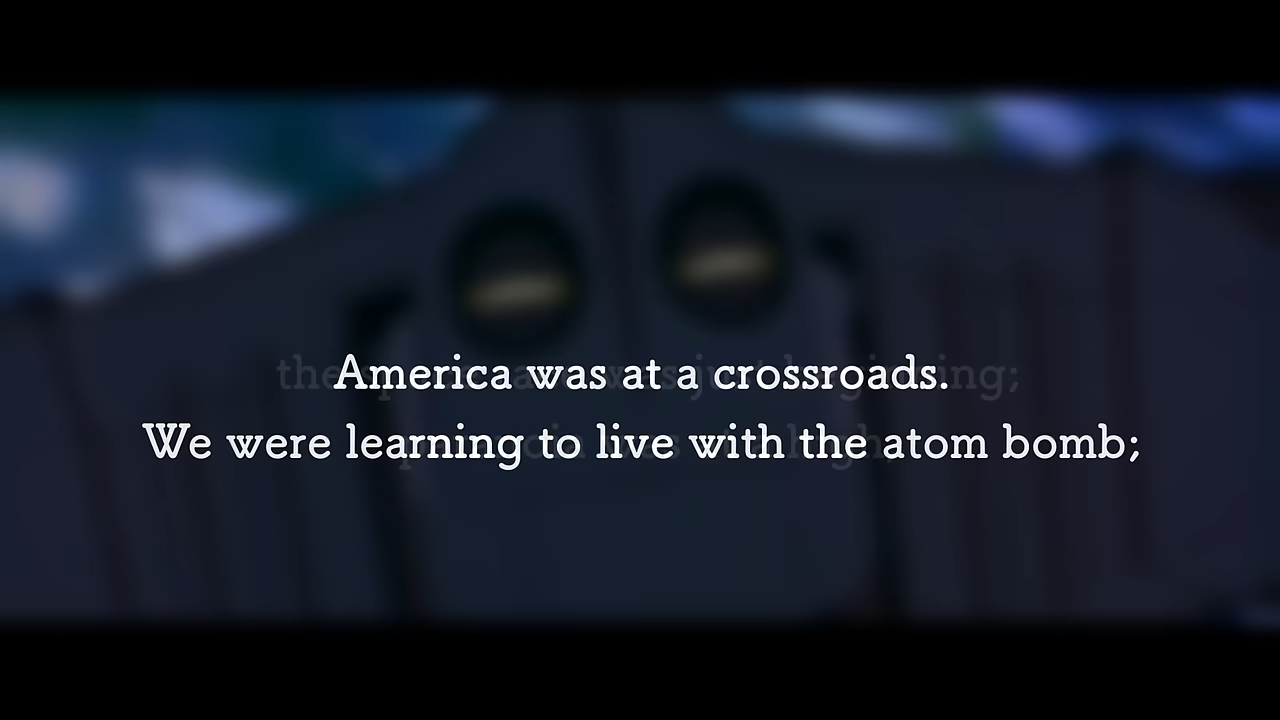 America was at a crossroads.
We were learning to live with the atom bomb;